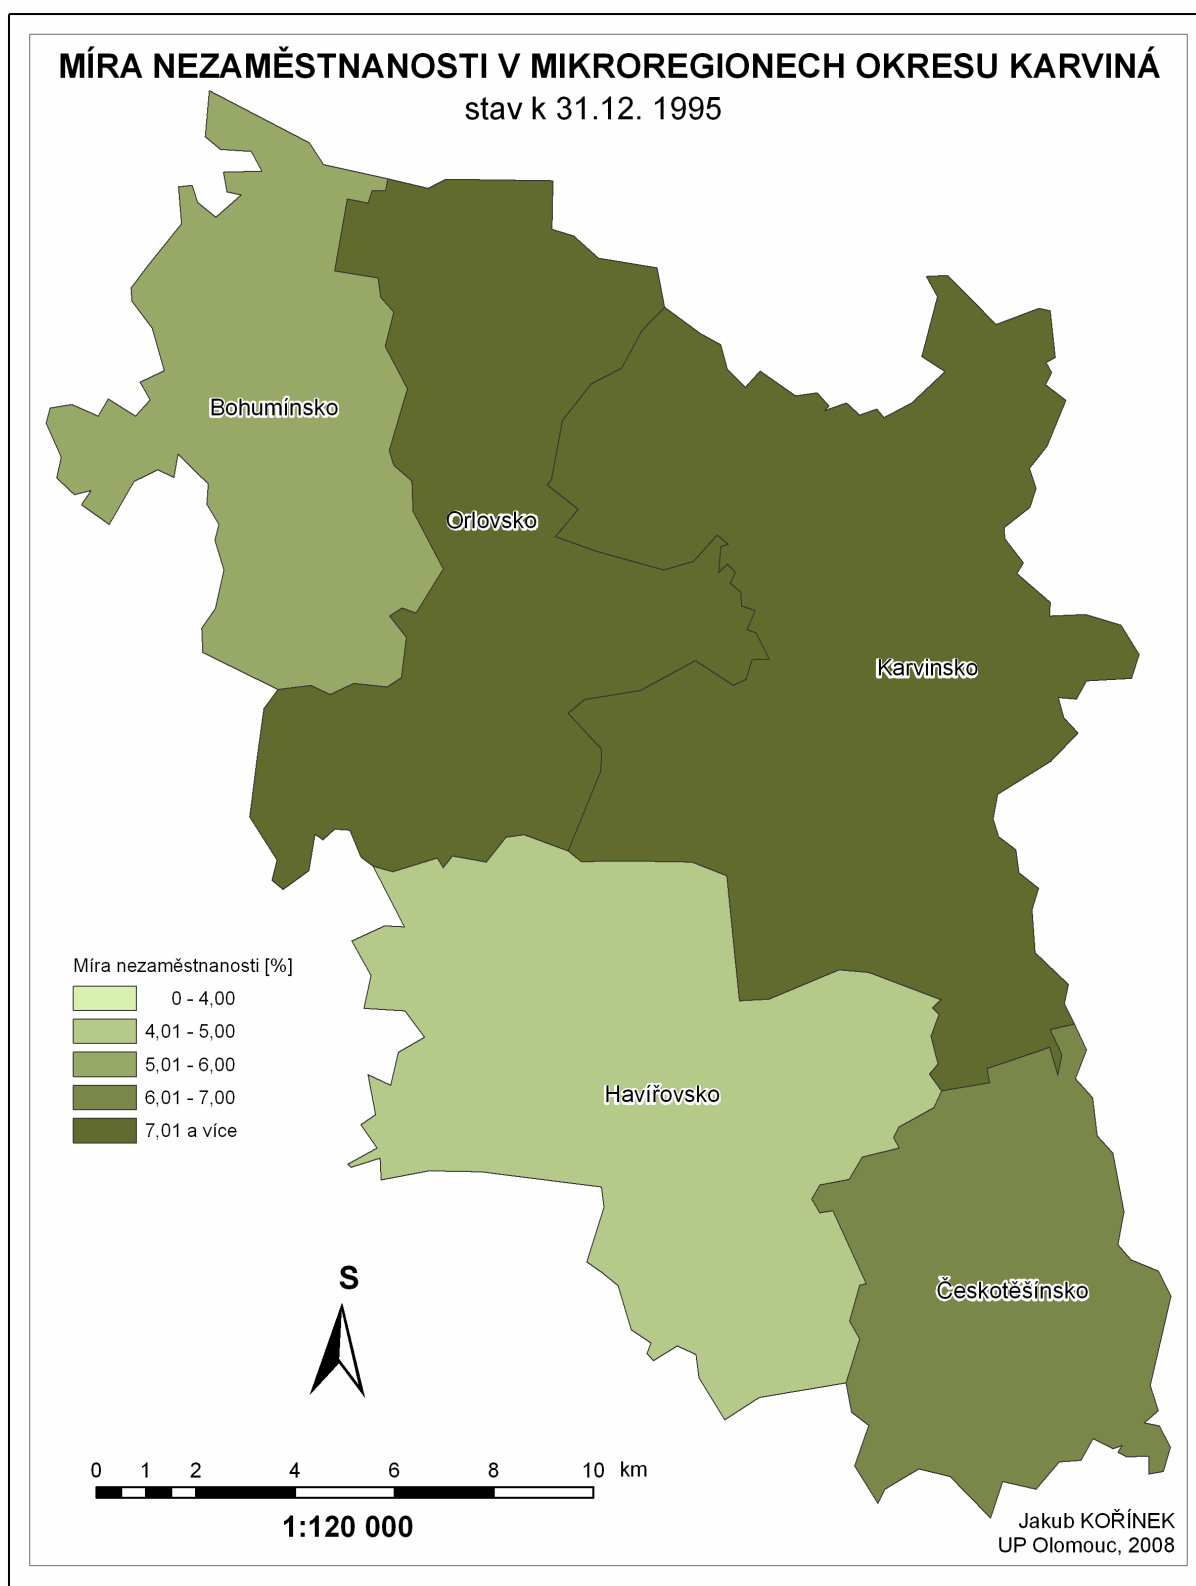 MÍRA NEZAMĚSTNANOSTI V MIKROREGIONECH OKRESU KARVINÁ
stav k 31.12. 1995
Bohumínsko
Orlovsko
Karvinsko
Míra nezaměstnanosti [%]
0 - 4,00
4,01 - 5,00
5,01 - 6,00
6,01 - 7,00
7,01 a více
Havířovsko
Českotěšínsko
S
0 1 2 4 6 8 10 km
1:120 000
Jakub KOŘÍNEK
UP Olomouc, 2008